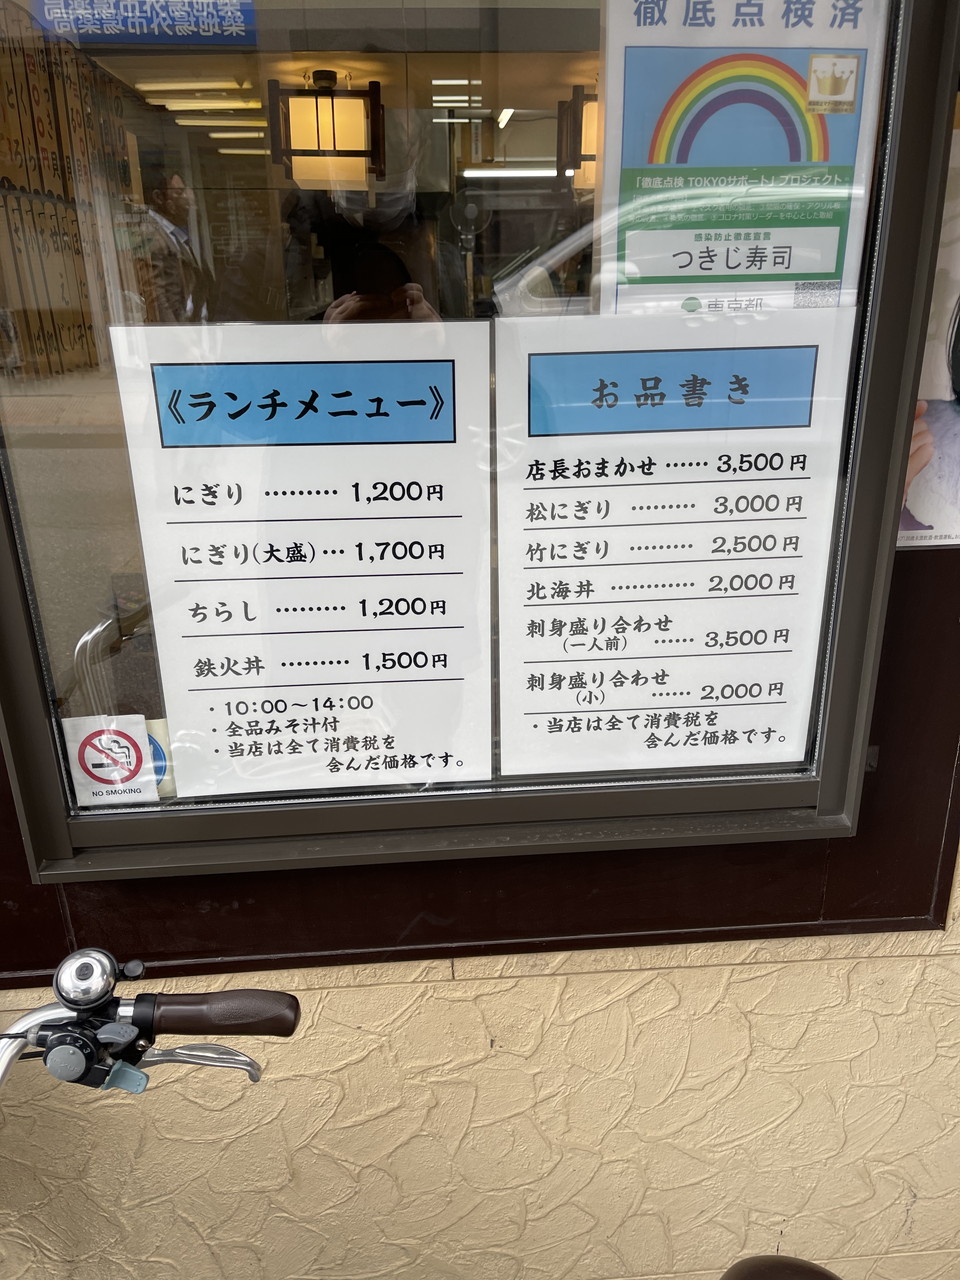 築地場外市場薬局
徹底点検済
「徹底点検 TOKYOサポート」プロジェクト
感染防止徹底宣言
つきじ寿司
東京都
《ランチメニュー》
にぎり ……… 1,200円
にぎり(大盛) … 1,700円
ちらし ……… 1,200円
鉄火丼 ……… 1,500円
・10:00～14:00
・全品みそ汁付
・当店は全て消費税を
含んだ価格です。
お品書き
店長おまかせ …… 3,500円
松にぎり ……… 3,000円
竹にぎり ……… 2,500円
北海丼 ………… 2,000円
刺身盛り合わせ
(一人前) …… 3,500円
刺身盛り合わせ
(小) …… 2,000円
・当店は全て消費税を
含んだ価格です。
NO SMOKING